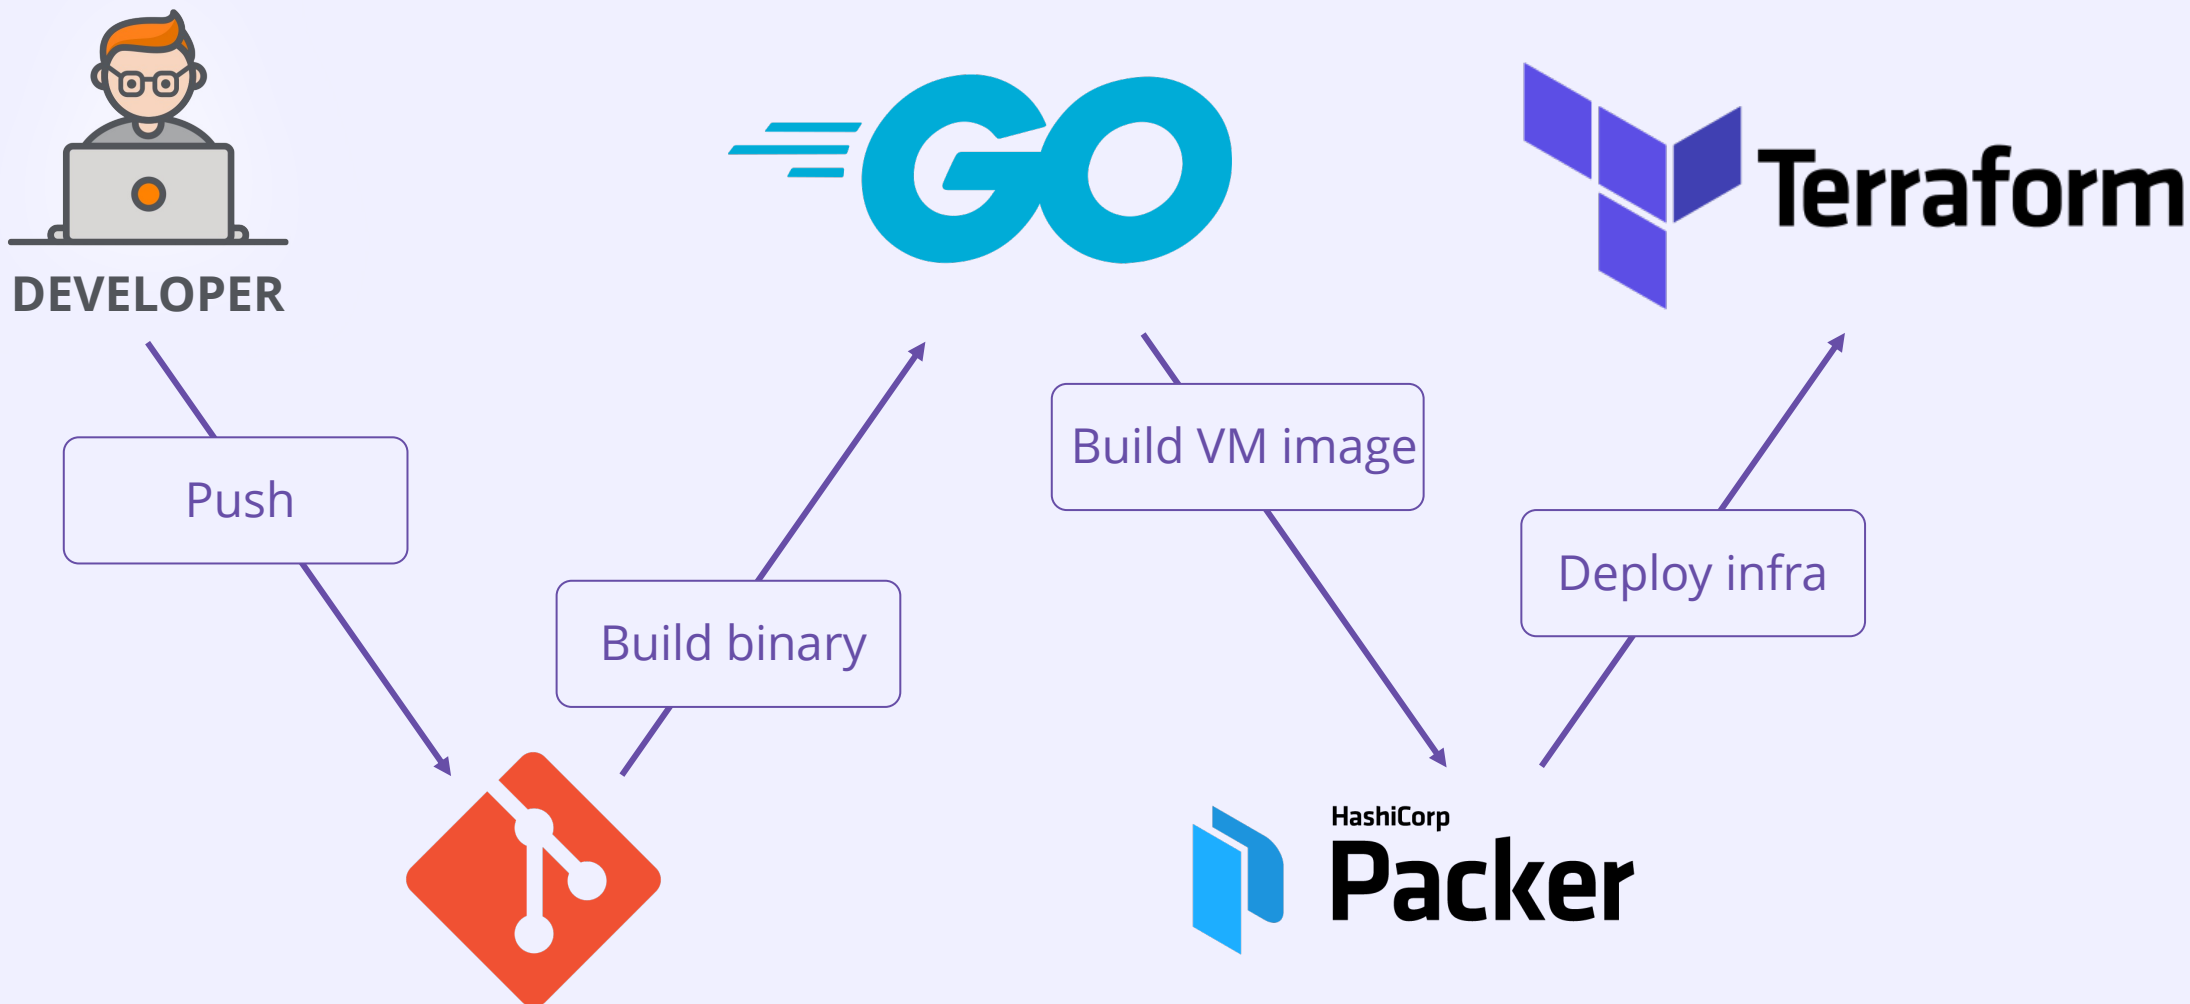 DEVELOPER
Push
Build binary
GO
Build VM image
HashiCorp
Packer
Deploy infra
Terraform